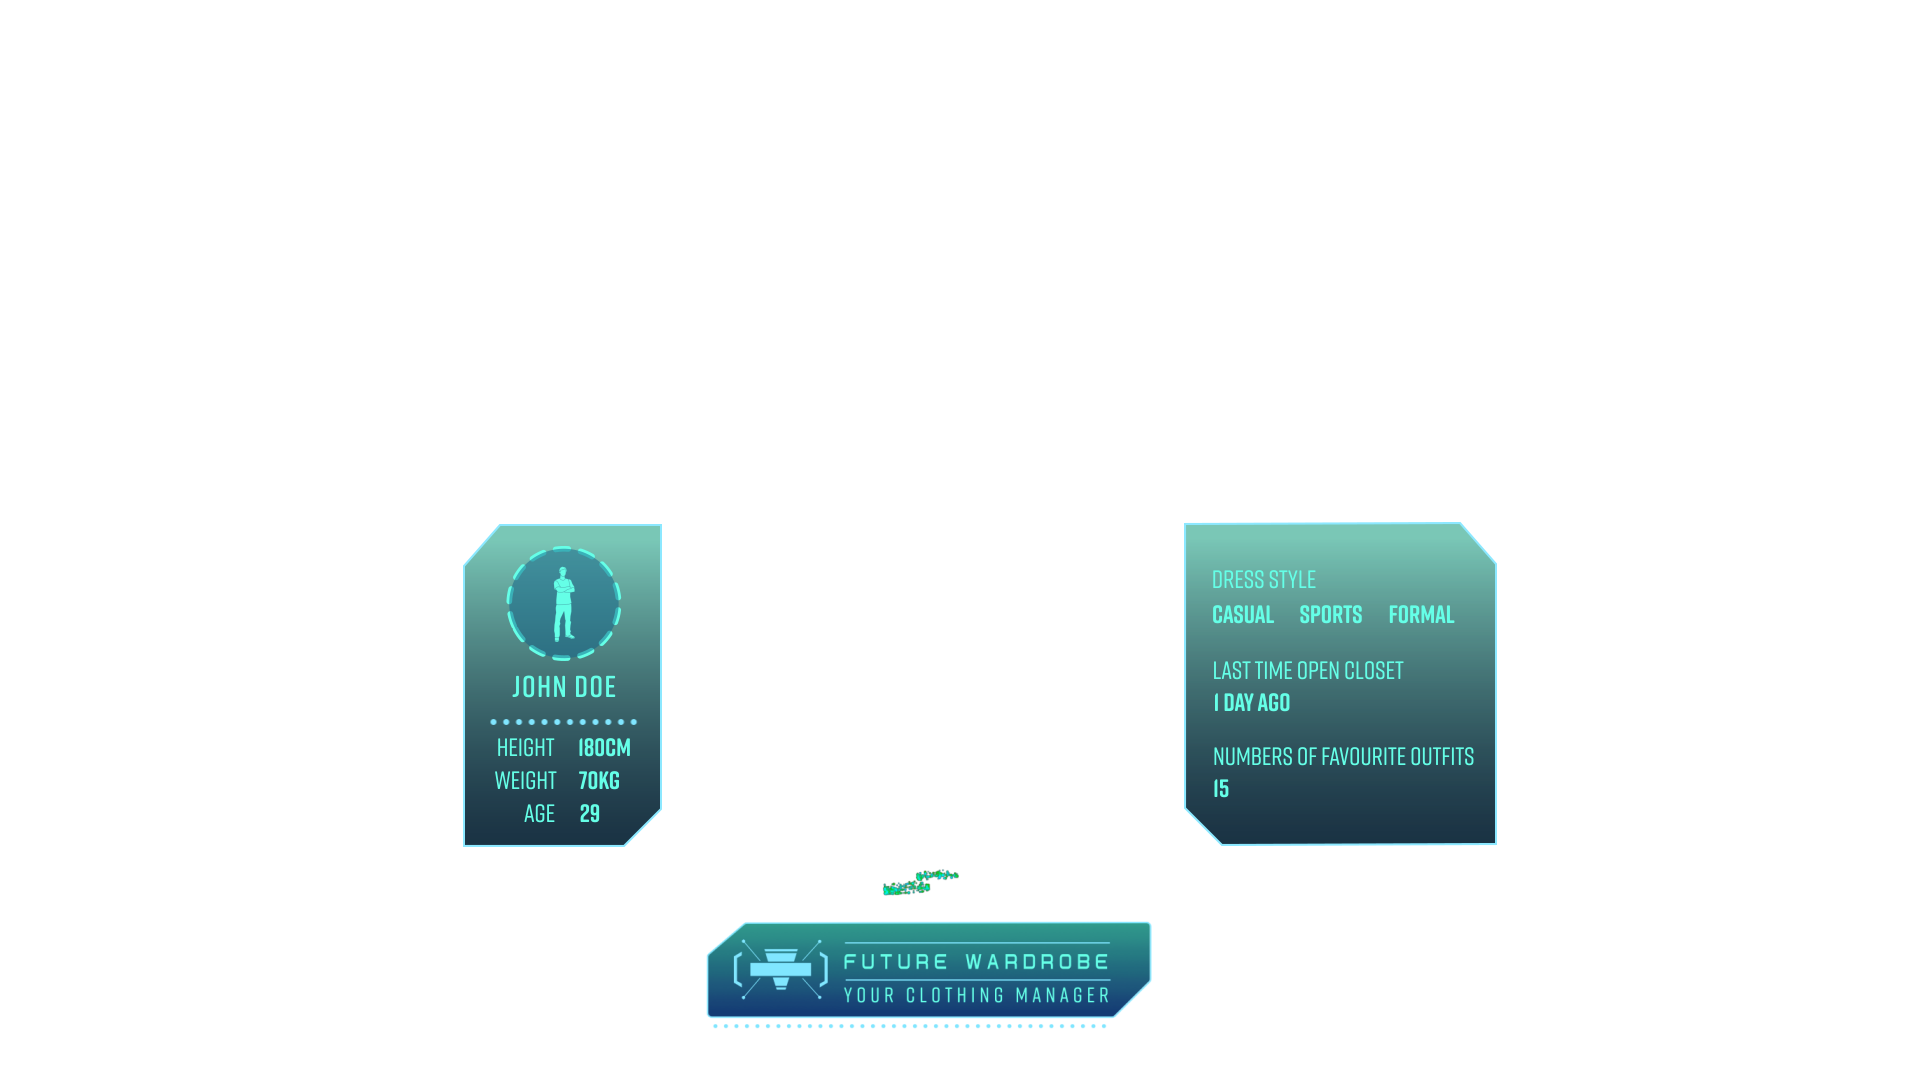 JOHN DOE
HEIGHT 180CM
WEIGHT 70KG
AGE 29
DRESS STYLE
CASUAL SPORTS FORMAL
LAST TIME OPEN CLOSET
1 DAY AGO
NUMBERS OF FAVOURITE OUTFITS
15
FUTURE WARDROBE
YOUR CLOTHING MANAGER